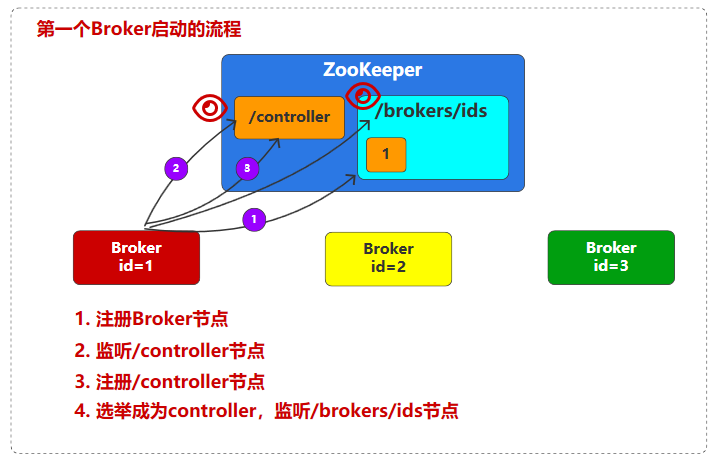 第一个Broker启动的流程
ZooKeeper
/controller
/brokers/ids
1
2
3
1
Broker
id=1
Broker
id=2
Broker
id=3
1. 注册Broker节点
2. 监听/controller节点
3. 注册/controller节点
4. 选举成为controller，监听/brokers/ids节点